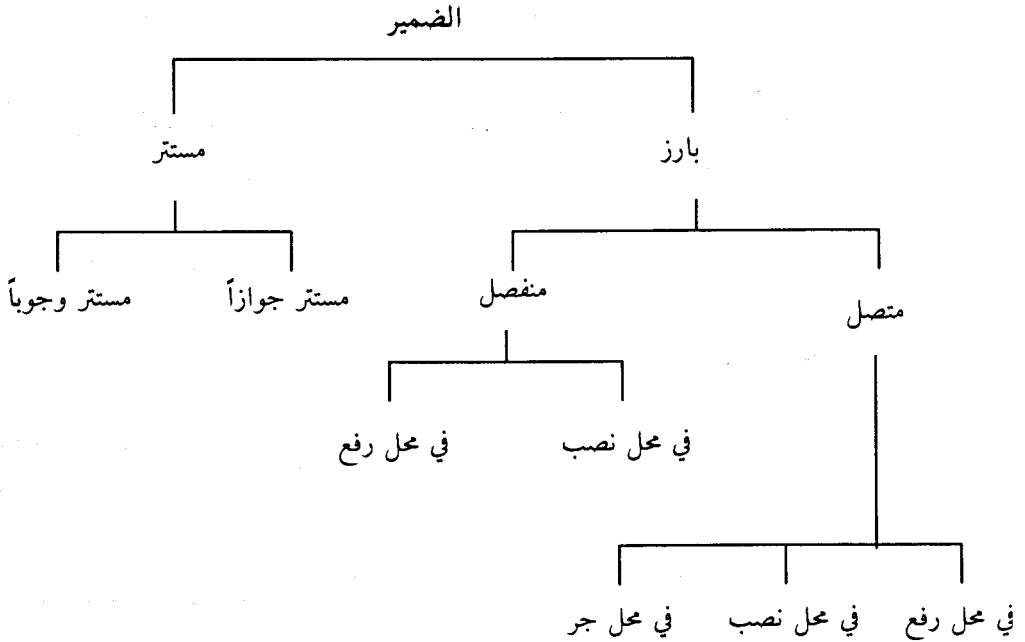 الضمير
بارز
مستتر
منفصل
مستتر جوازاً
مستتر وجوباً
متصل
في محل نصب
في محل رفع
في محل رفع
في محل نصب
في محل جر